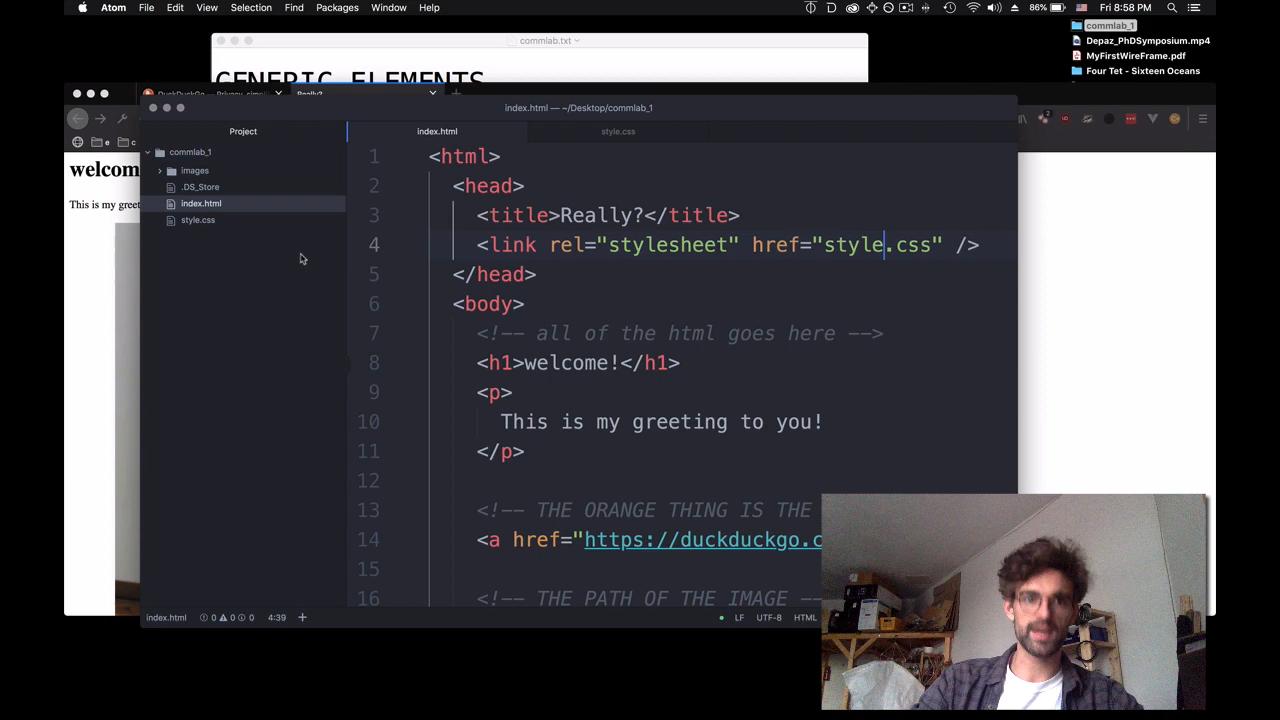 Atom File Edit View Selection Find Packages Window Help 86% Fri 8:58 PM
commlab_1
Depaz_PhDSymposium.mp4
MyFirstWireFrame.pdf
Four Tet - Sixteen Oceans
commlab.txt
GENERIC ELEMENTS
DuckDuckGo — Privacy, simpli
Really?
index.html — ~/Desktop/commlab_1
Project
index.html
style.css
e
c
commlab_1
images
.DS_Store
index.html
style.css
welcom
This is my greet
1 <html>
2 <head>
3 <title>Really?</title>
4 <link rel="stylesheet" href="style.css" />
5 </head>
6 <body>
7 <!-- all of the html goes here -->
8 <h1>welcome!</h1>
9 <p>
10 This is my greeting to you!
11 </p>
12
13 <!-- THE ORANGE THING IS THE
14 <a href="https://duckduckgo.c
15
16 <!-- THE PATH OF THE IMAGE --
index.html 0 0 0 4:39 LF UTF-8 HTML